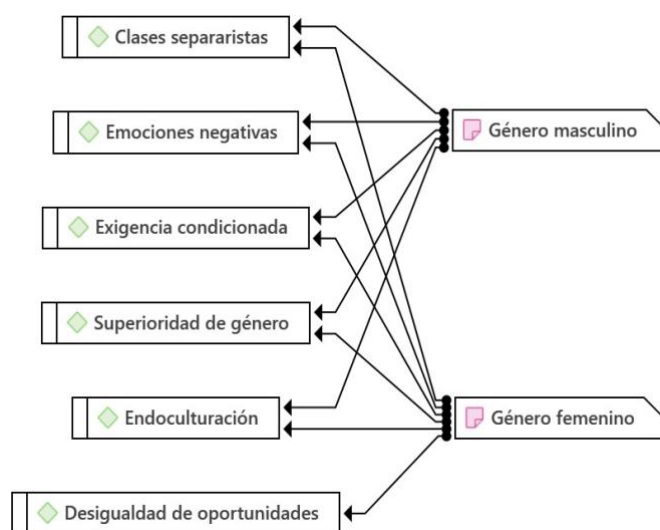 Clases separaristas
Género masculino
Emociones negativas
Exigencia condicionada
Superioridad de género
Endoculturación
Género femenino
Desigualdad de oportunidades